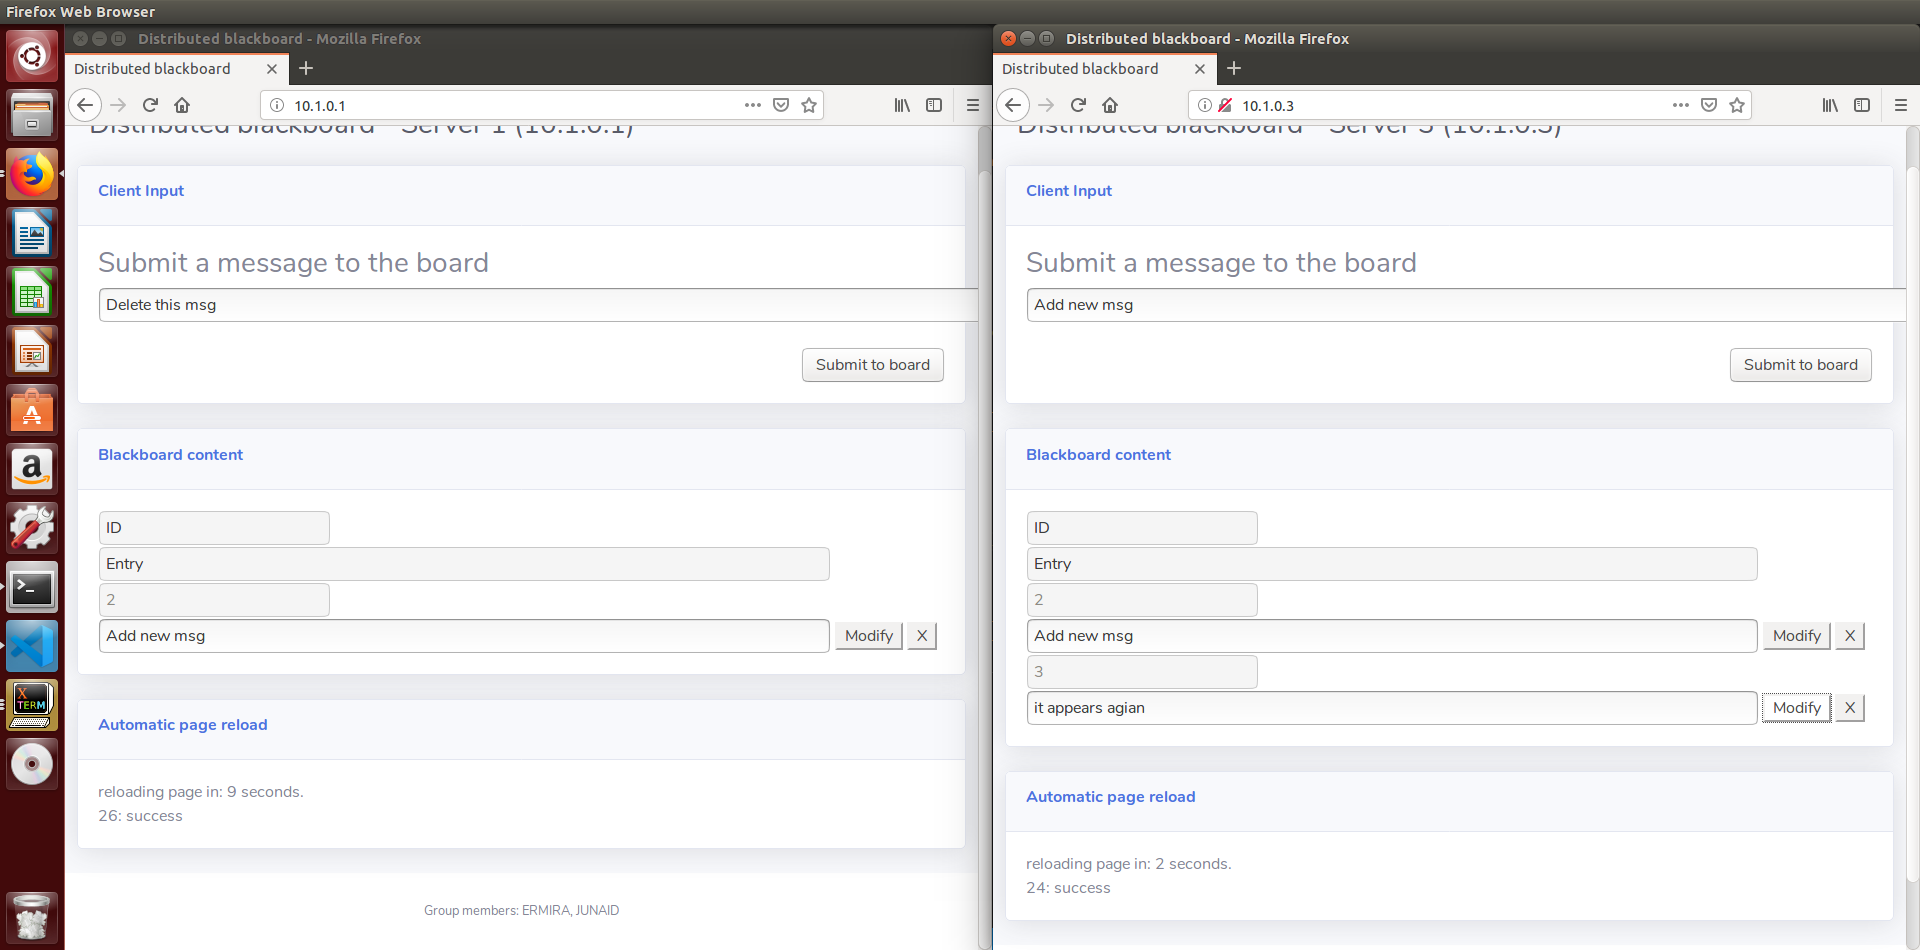 Firefox Web Browser
Distributed blackboard - Mozilla Firefox
Distributed blackboard
10.1.0.1
Distributed blackboard - Server 1 (10.1.0.1)
Client Input
Submit a message to the board
Delete this msg
Submit to board
Blackboard content
ID
Entry
2
Add new msg Modify X
Automatic page reload
reloading page in: 9 seconds.
26: success
Group members: ERMIRA, JUNAID
Distributed blackboard - Mozilla Firefox
Distributed blackboard
10.1.0.3
Distributed blackboard - Server 3 (10.1.0.3)
Client Input
Submit a message to the board
Add new msg
Submit to board
Blackboard content
ID
Entry
2
Add new msg Modify X
3
it appears agian Modify X
Automatic page reload
reloading page in: 2 seconds.
24: success
X
TERM